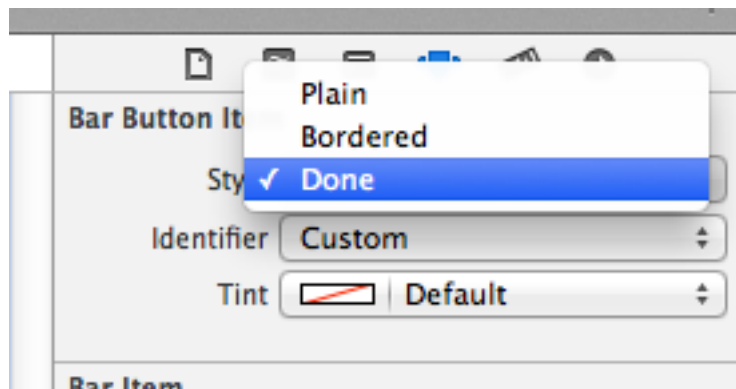 Plain
Bar Button It
Bordered
Sty ✓ Done
Identifier Custom
Tint Default
Bar Item